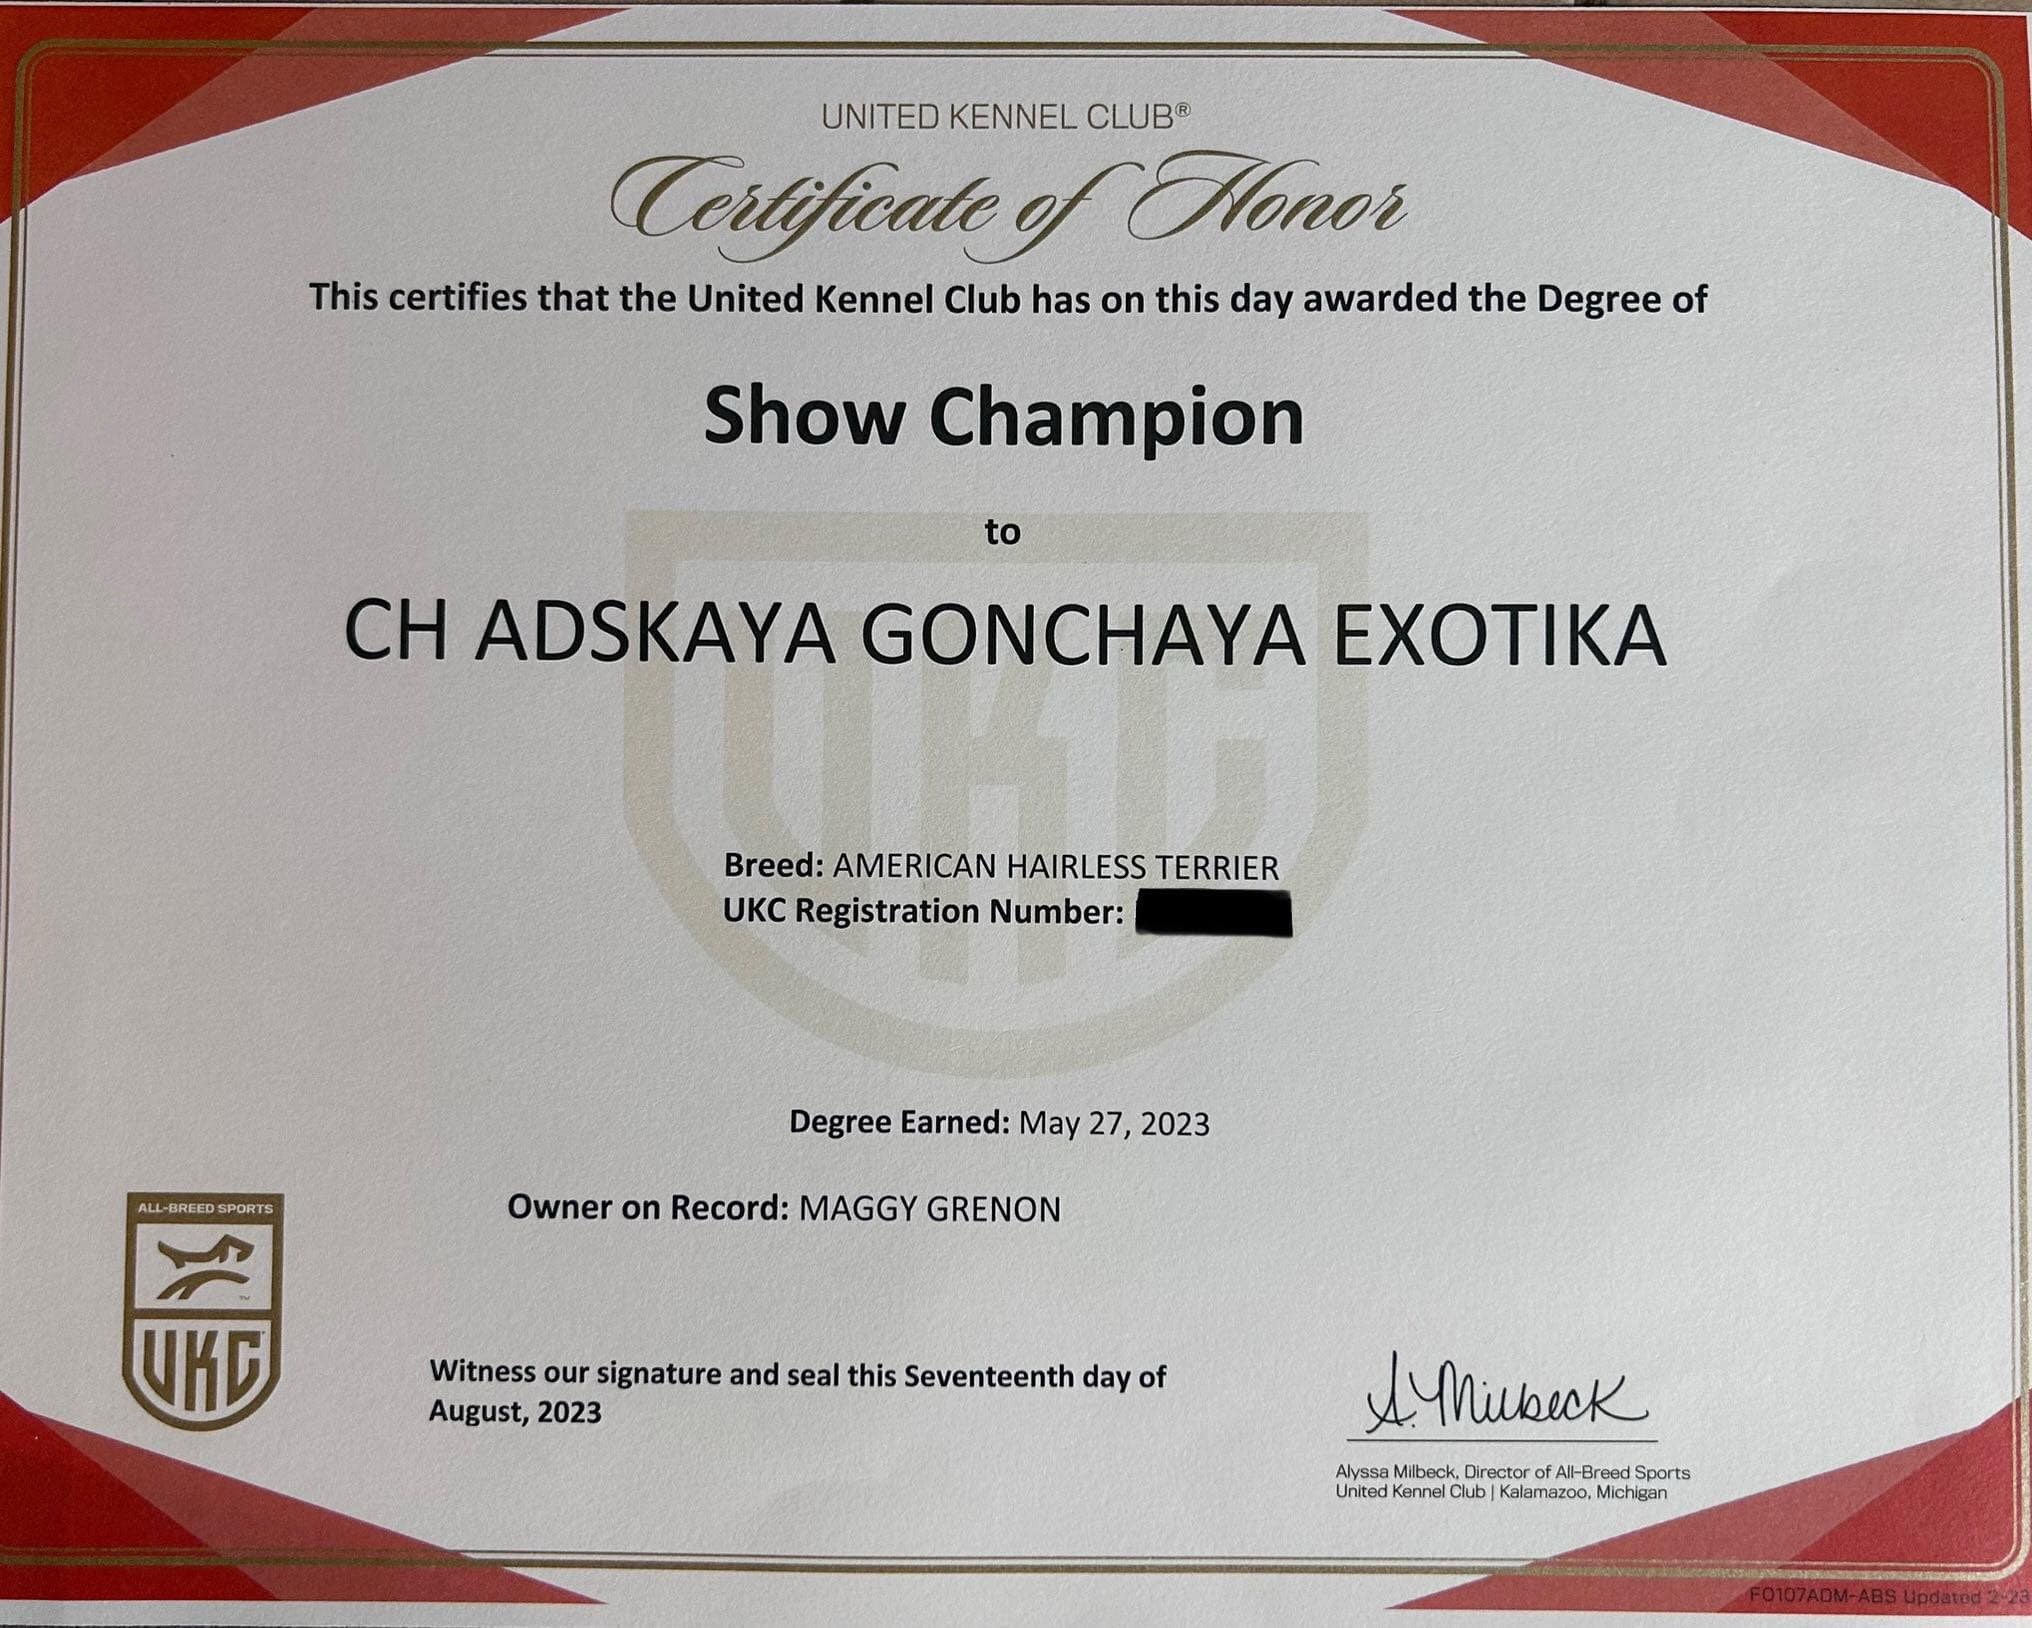 UNITED KENNEL CLUB®
Certificate of Honor
This certifies that the United Kennel Club has on this day awarded the Degree of
Show Champion
to
CH ADSKAYA GONCHAYA EXOTIKA
UKC
Breed: AMERICAN HAIRLESS TERRIER
UKC Registration Number:
Degree Earned: May 27, 2023
Owner on Record: MAGGY GRENON
ALL-BREED SPORTS
™
UKC
Witness our signature and seal this Seventeenth day of
August, 2023
A. Milbeck
Alyssa Milbeck, Director of All-Breed Sports
United Kennel Club | Kalamazoo, Michigan
F0107ADM-ABS Updated 2-23